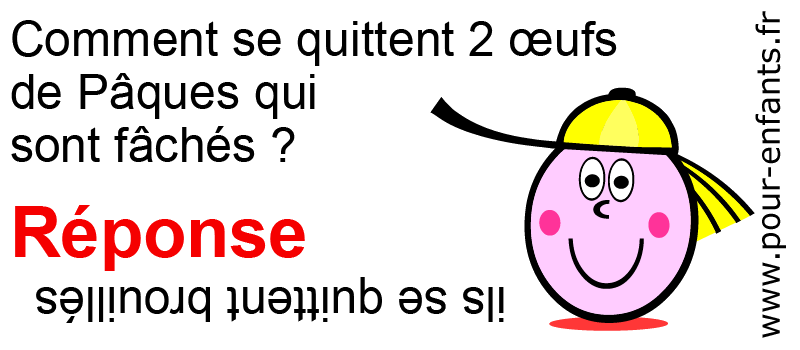 Comment se quittent 2 œufs
de Pâques qui
sont fâchés ?
Réponse
ils se quittent brouillés
www.pour-enfants.fr